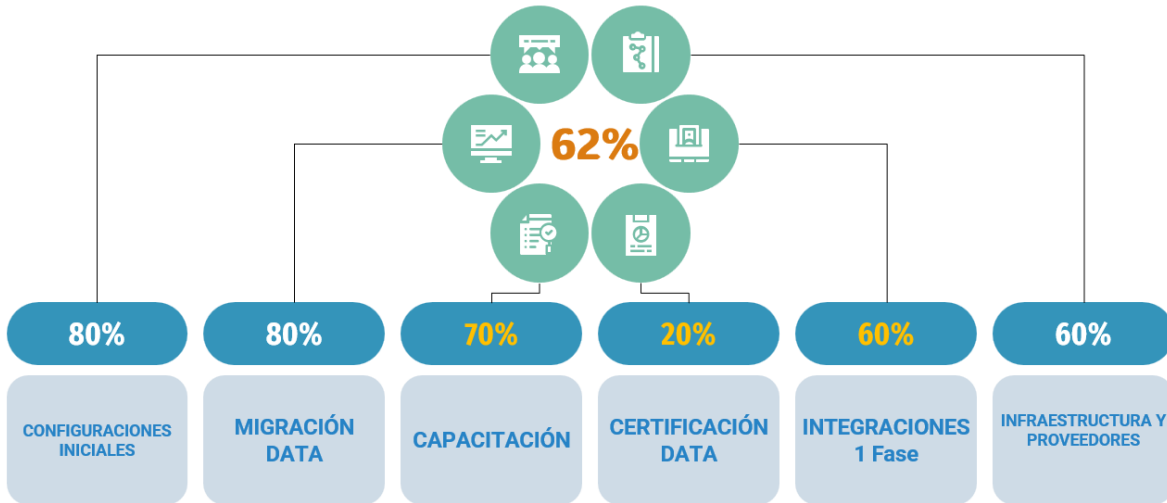 62%
80%
80%
70%
20%
60%
60%
CONFIGURACIONES
INICIALES
MIGRACIÓN
DATA
CAPACITACIÓN
CERTIFICACIÓN
DATA
INTEGRACIONES
1 Fase
INFRAESTRUCTURA Y
PROVEEDORES